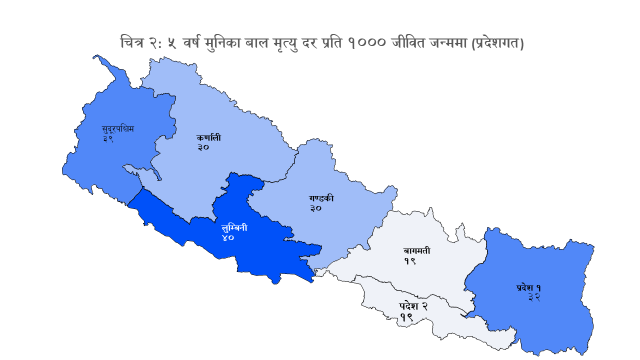 चित्र २: ५ वर्ष मुनिका बाल मृत्यु दर प्रति १००० जीवित जन्ममा (प्रदेशगत)
सुदूरपश्चिम
३९
कर्णाली
३०
गण्डकी
३०
लुम्बिनी
४०
बागमती
१९
प्रदेश १
३२
पदेश २
१९